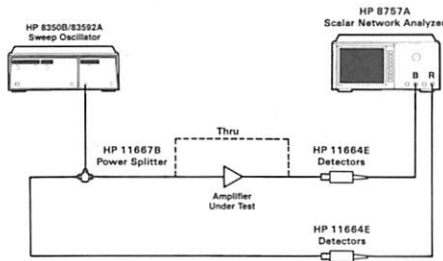 HP 8350B/83592A
Sweep Oscillator
HP 8757A
Scalar Network Analyzer
B R
Thru
HP 11667B
Power Splitter
HP 11664E
Detectors
Amplifier
Under Test
HP 11664E
Detectors